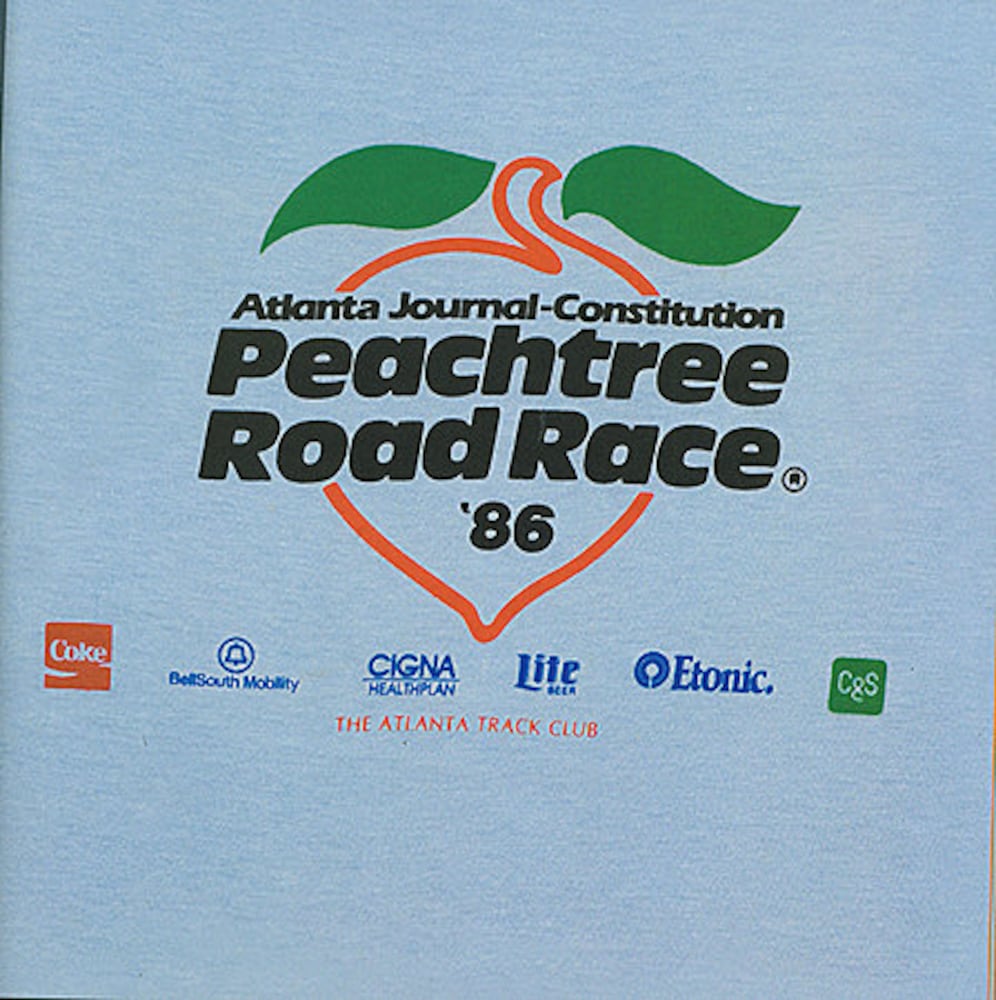 Atlanta Journal-Constitution
Peachtree
Road Race®
'86
Coke
BellSouth Mobility
CIGNA
HEALTHPLAN
Lite
BEER
Etonic.
C&S
THE ATLANTA TRACK CLUB